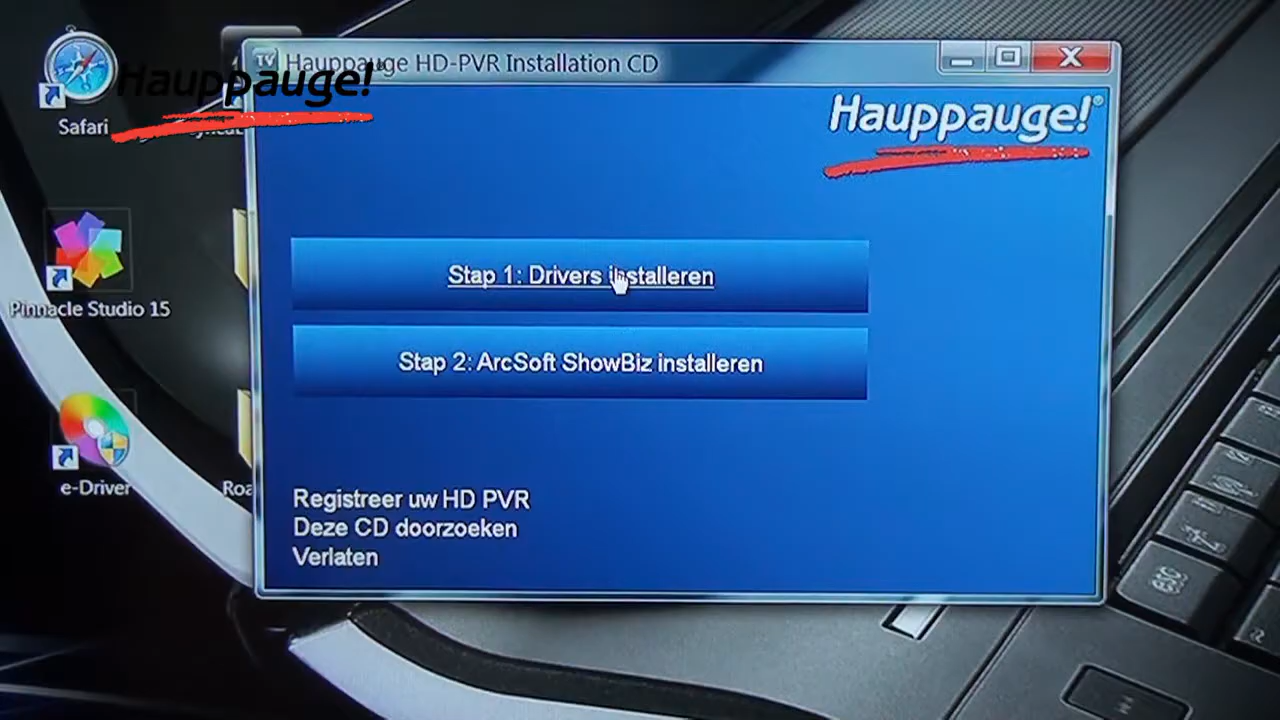 Hauppauge HD-PVR Installation CD
Hauppauge!
Hauppauge!®
Safari
Stap 1: Drivers installeren
Pinnacle Studio 15
Stap 2: ArcSoft ShowBiz installeren
e-Driver
Registreer uw HD PVR
Deze CD doorzoeken
Verlaten